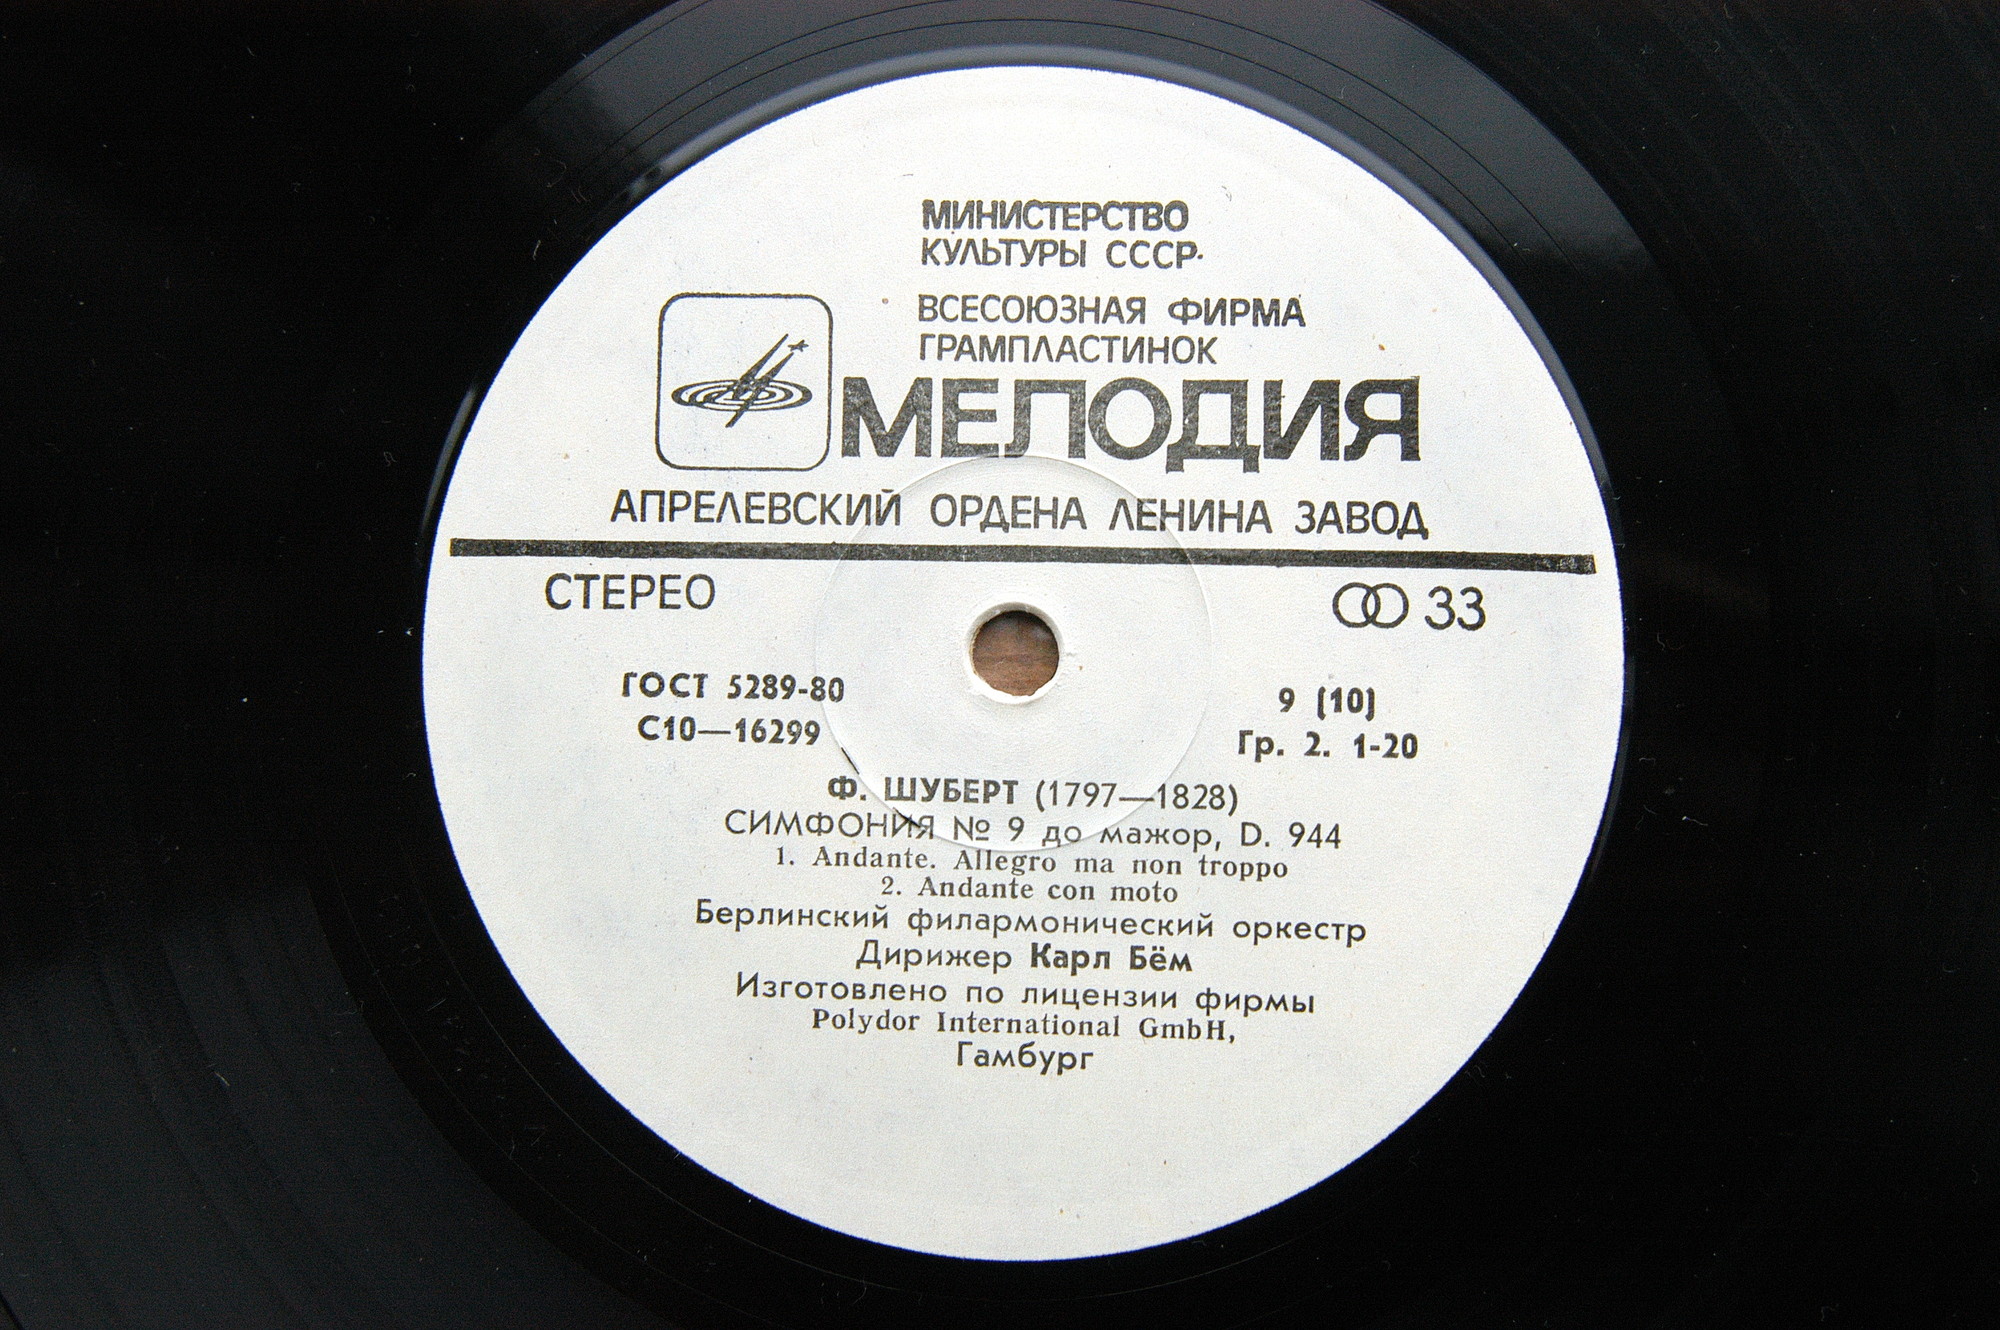 МИНИСТЕРСТВО
КУЛЬТУРЫ СССР·
ВСЕСОЮЗНАЯ ФИРМА
ГРАМПЛАСТИНОК
МЕЛОДИЯ
АПРЕЛЕВСКИЙ ОРДЕНА ЛЕНИНА ЗАВОД
СТЕРЕО
33
ГОСТ 5289-80
С10—16299
9 (10)
Гр. 2. 1-20
Ф. ШУБЕРТ (1797—1828)
СИМФОНИЯ № 9 до мажор, D. 944
1. Andante. Allegro ma non troppo
2. Andante con moto
Берлинский филармонический оркестр
Дирижер Карл Бём
Изготовлено по лицензии фирмы
Polydor International GmbH,
Гамбург